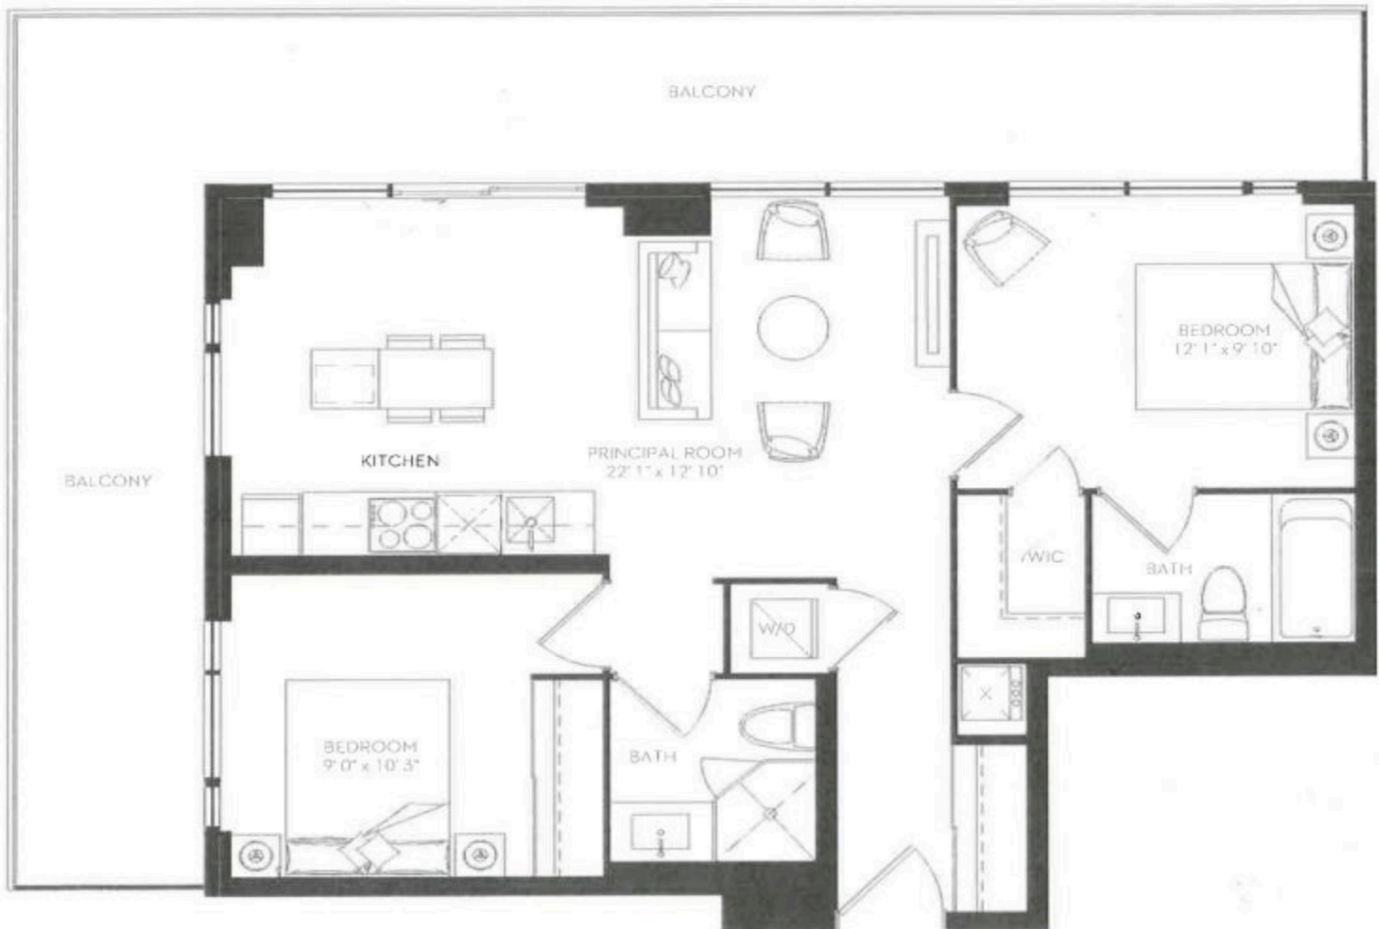 BALCONY
BALCONY
KITCHEN
PRINCIPAL ROOM
22' 1" x 12' 10"
BEDROOM
12' 1" x 9' 10"
WIC
BATH
W/D
BEDROOM
9' 0" x 10' 3"
BATH
X